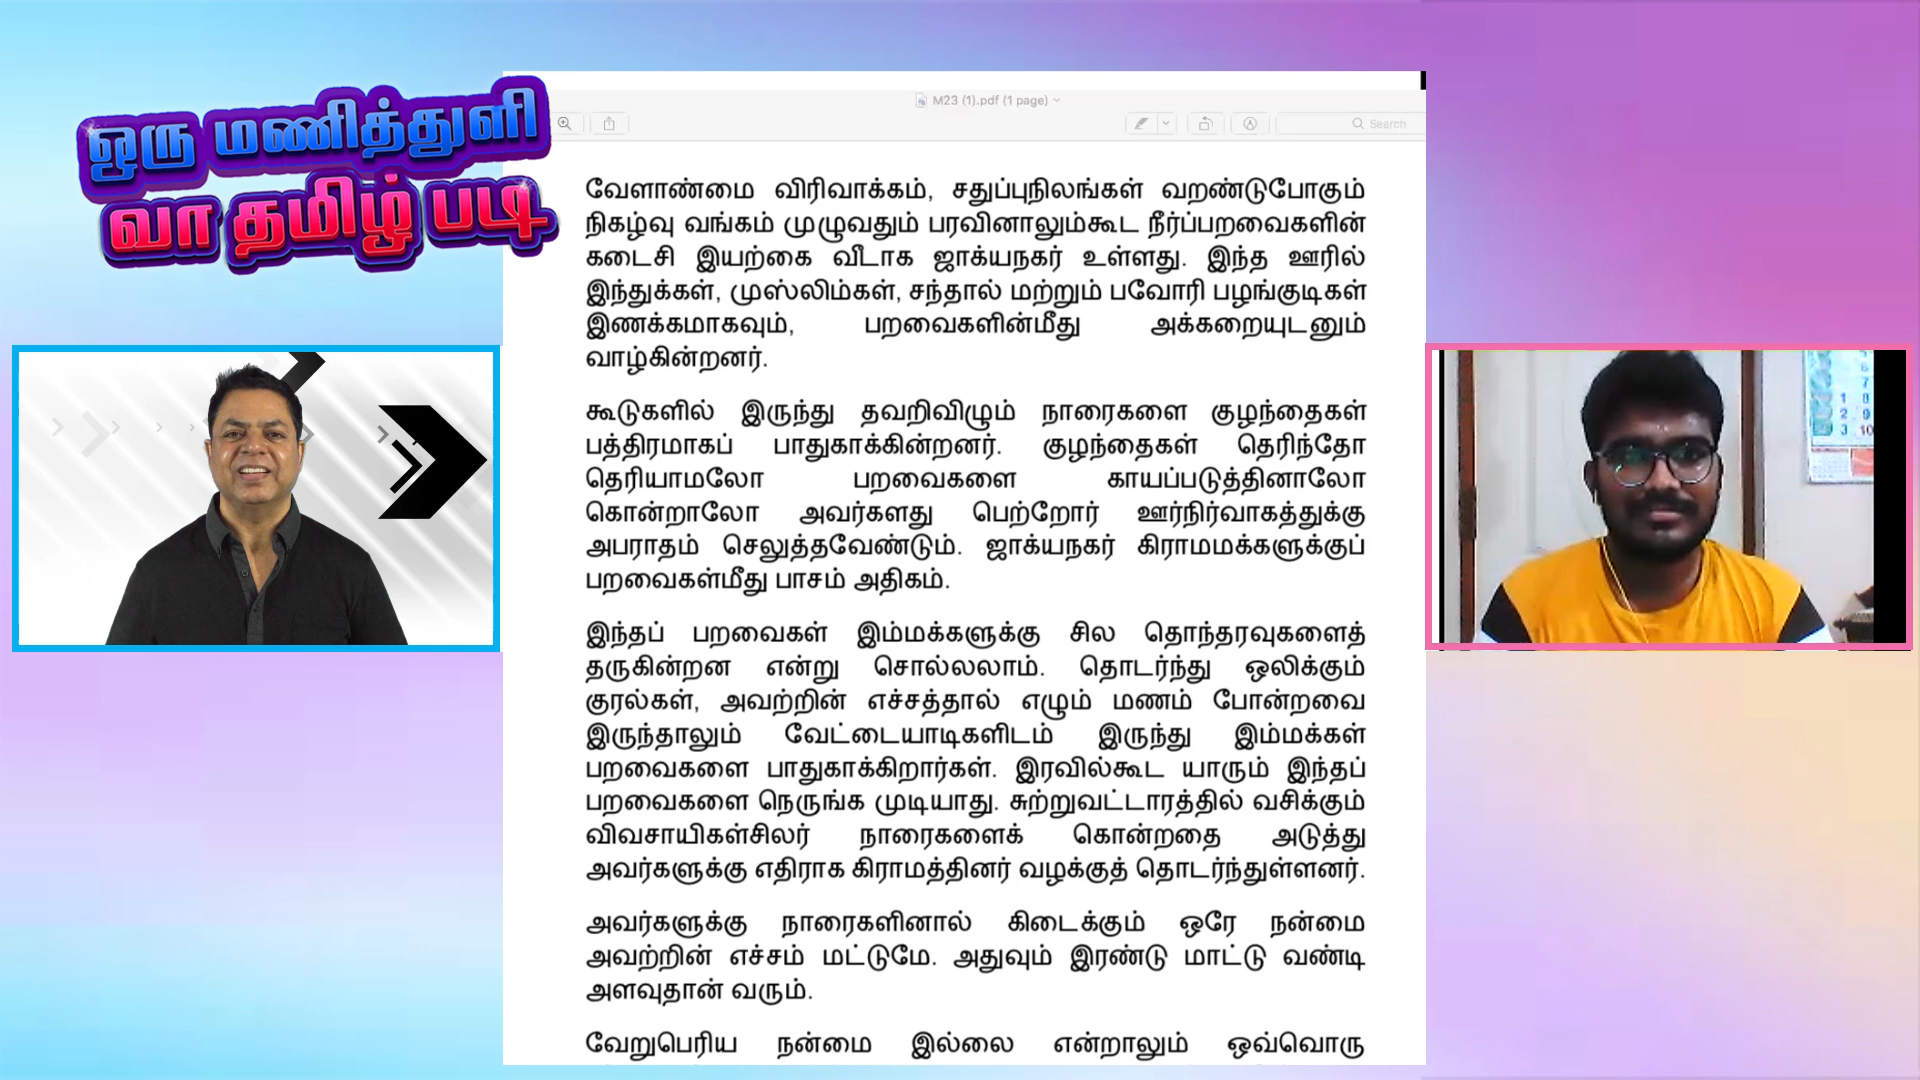 ஒரு மணித்துளி
வா தமிழ் படி
M23 (1).pdf (1 page)
Search
வேளாண்மை விரிவாக்கம், சதுப்புநிலங்கள் வறண்டுபோகும்
நிகழ்வு வங்கம் முழுவதும் பரவினாலும்கூட நீர்ப்பறவைகளின்
கடைசி இயற்கை வீடாக ஜாக்யநகர் உள்ளது. இந்த ஊரில்
இந்துக்கள், முஸ்லிம்கள், சந்தால் மற்றும் பவோரி பழங்குடிகள்
இணக்கமாகவும், பறவைகளின்மீது அக்கறையுடனும்
வாழ்கின்றனர்.
கூடுகளில் இருந்து தவறிவிழும் நாரைகளை குழந்தைகள்
பத்திரமாகப் பாதுகாக்கின்றனர். குழந்தைகள் தெரிந்தோ
தெரியாமலோ பறவைகளை காயப்படுத்தினாலோ
கொன்றாலோ அவர்களது பெற்றோர் ஊர்நிர்வாகத்துக்கு
அபராதம் செலுத்தவேண்டும். ஜாக்யநகர் கிராமமக்களுக்குப்
பறவைகள்மீது பாசம் அதிகம்.
இந்தப் பறவைகள் இம்மக்களுக்கு சில தொந்தரவுகளைத்
தருகின்றன என்று சொல்லலாம். தொடர்ந்து ஒலிக்கும்
குரல்கள், அவற்றின் எச்சத்தால் எழும் மணம் போன்றவை
இருந்தாலும் வேட்டையாடிகளிடம் இருந்து இம்மக்கள்
பறவைகளை பாதுகாக்கிறார்கள். இரவில்கூட யாரும் இந்தப்
பறவைகளை நெருங்க முடியாது. சுற்றுவட்டாரத்தில் வசிக்கும்
விவசாயிகள்சிலர் நாரைகளைக் கொன்றதை அடுத்து
அவர்களுக்கு எதிராக கிராமத்தினர் வழக்குத் தொடர்ந்துள்ளனர்.
அவர்களுக்கு நாரைகளினால் கிடைக்கும் ஒரே நன்மை
அவற்றின் எச்சம் மட்டுமே. அதுவும் இரண்டு மாட்டு வண்டி
அளவுதான் வரும்.
வேறுபெரிய நன்மை இல்லை என்றாலும் ஒவ்வொரு